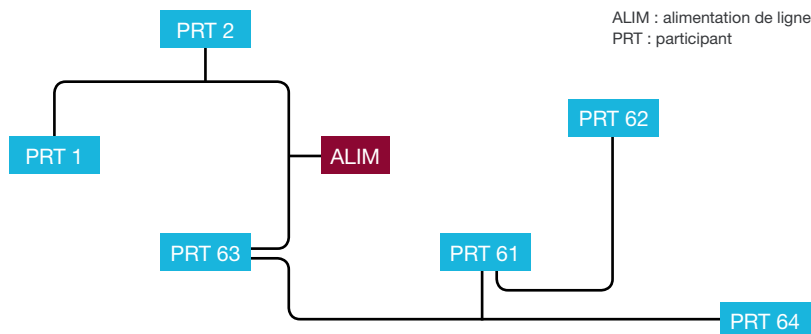 PRT 2
ALIM : alimentation de ligne
PRT : participant
PRT 62
PRT 1
ALIM
PRT 63
PRT 61
PRT 64